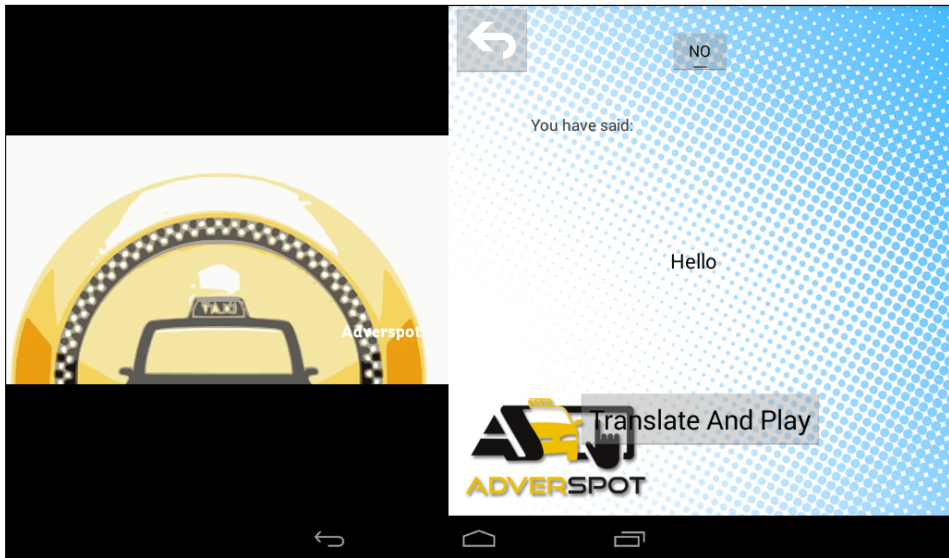 TAXI
Adverspot
NO
You have said:
Hello
Translate And Play
ADVERSPOT